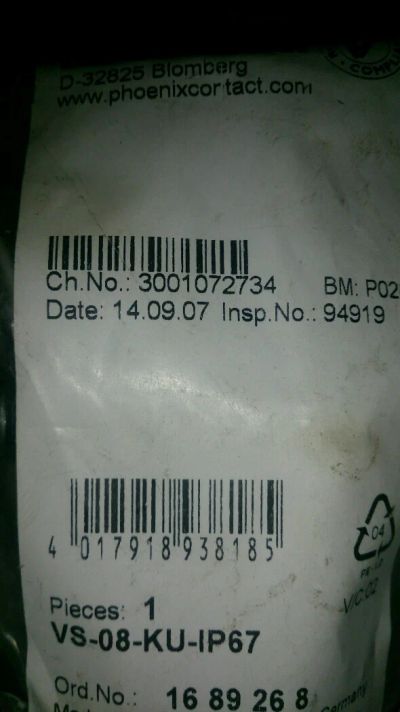 D-32825 Blomberg
www.phoenixcontact.com
Ch.No.: 3001072734 BM: P02
Date: 14.09.07 Insp.No.: 94919
4 017918 938185
04
Pieces: 1
VS-08-KU-IP67
Ord.No.: 16 89 26 8
Germany